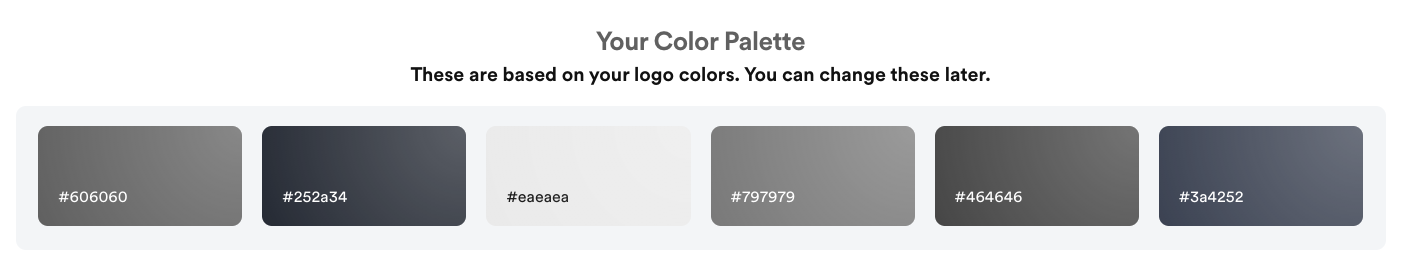 Your Color Palette
These are based on your logo colors. You can change these later.
#606060
#252a34
#eaeaea
#797979
#464646
#3a4252